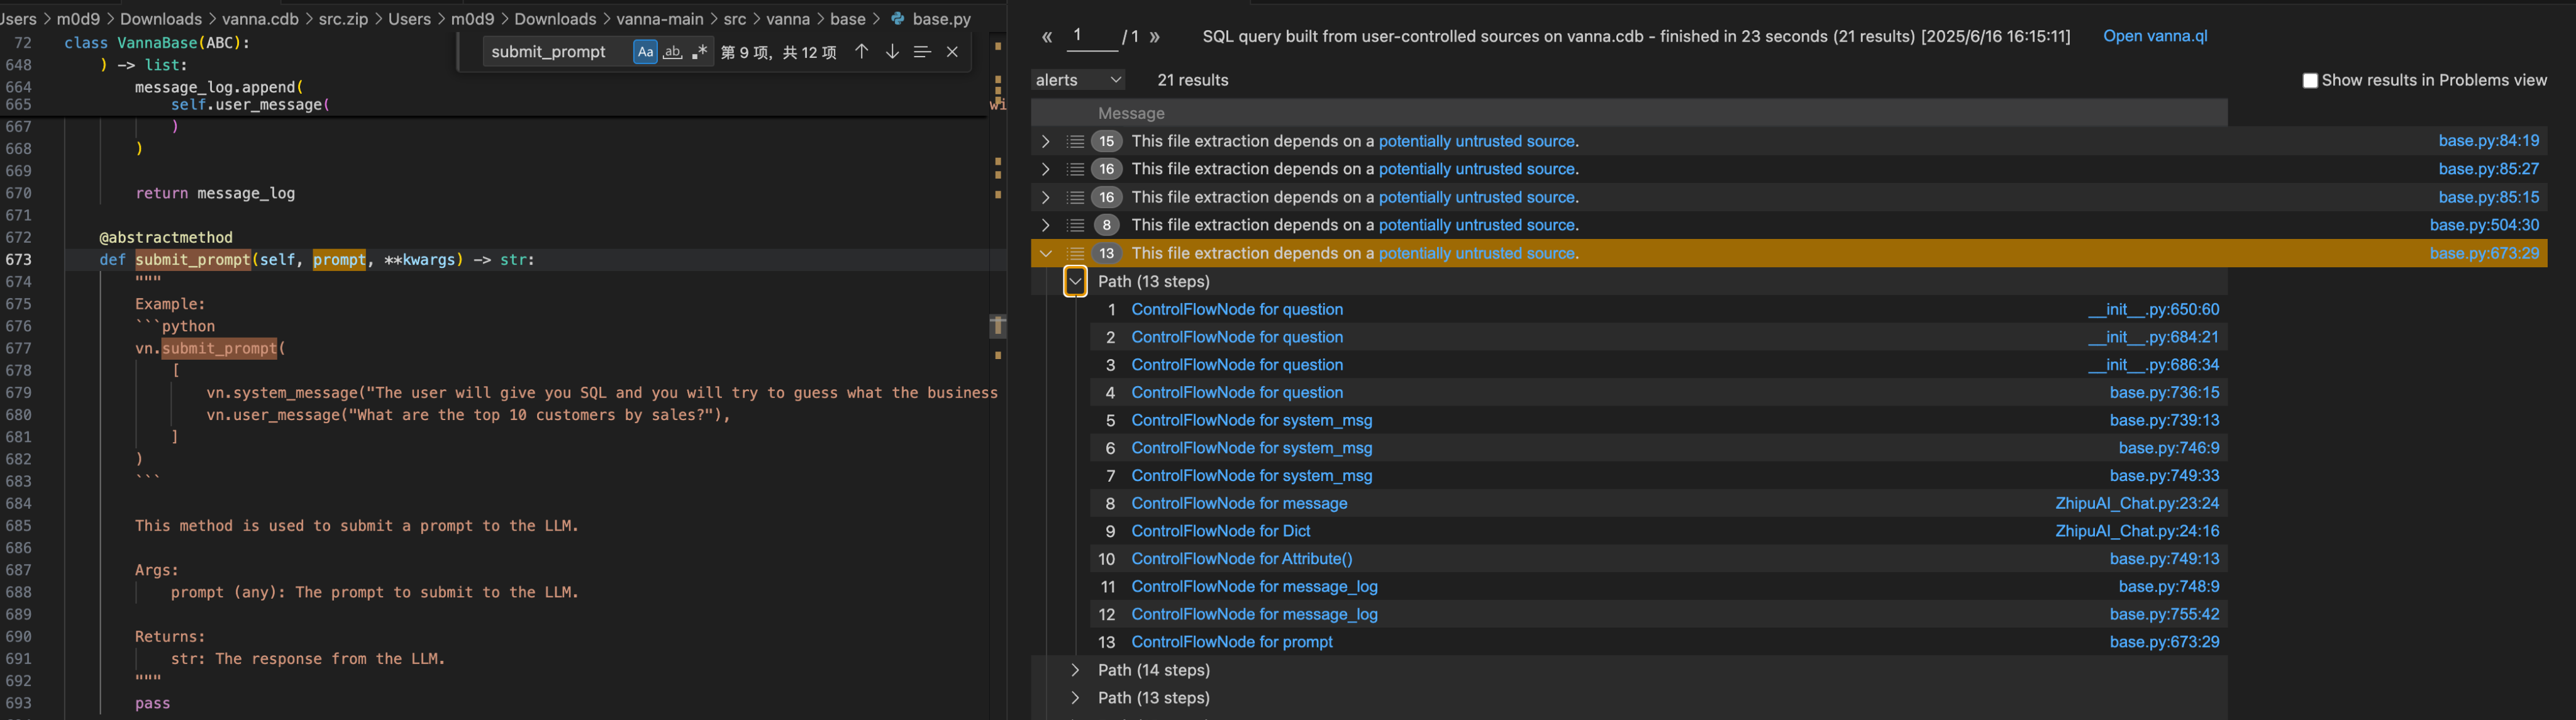 Users > m0d9 > Downloads > vanna.cdb > src.zip > Users > m0d9 > Downloads > vanna-main > src > vanna > base > base.py
submit_prompt Aa ab .* 第 9 项，共 12 项
72 class VannaBase(ABC):
648 ) -> list:
664 message_log.append(
665 self.user_message(
667 )
668 )
669
670 return message_log
671
672 @abstractmethod
673 def submit_prompt(self, prompt, **kwargs) -> str:
674 """
675 Example:
676 ```python
677 vn.submit_prompt(
678 [
679 vn.system_message("The user will give you SQL and you will try to guess what the business
680 vn.user_message("What are the top 10 customers by sales?"),
681 ]
682 )
683 ```
684
685 This method is used to submit a prompt to the LLM.
686
687 Args:
688 prompt (any): The prompt to submit to the LLM.
689
690 Returns:
691 str: The response from the LLM.
692 """
693 pass
« 1 / 1 » SQL query built from user-controlled sources on vanna.cdb - finished in 23 seconds (21 results) [2025/6/16 16:15:11] Open vanna.ql
alerts 21 results Show results in Problems view
Message
15 This file extraction depends on a potentially untrusted source. base.py:84:19
16 This file extraction depends on a potentially untrusted source. base.py:85:27
16 This file extraction depends on a potentially untrusted source. base.py:85:15
8 This file extraction depends on a potentially untrusted source. base.py:504:30
13 This file extraction depends on a potentially untrusted source. base.py:673:29
Path (13 steps)
1 ControlFlowNode for question __init__.py:650:60
2 ControlFlowNode for question __init__.py:684:21
3 ControlFlowNode for question __init__.py:686:34
4 ControlFlowNode for question base.py:736:15
5 ControlFlowNode for system_msg base.py:739:13
6 ControlFlowNode for system_msg base.py:746:9
7 ControlFlowNode for system_msg base.py:749:33
8 ControlFlowNode for message ZhipuAI_Chat.py:23:24
9 ControlFlowNode for Dict ZhipuAI_Chat.py:24:16
10 ControlFlowNode for Attribute() base.py:749:13
11 ControlFlowNode for message_log base.py:748:9
12 ControlFlowNode for message_log base.py:755:42
13 ControlFlowNode for prompt base.py:673:29
Path (14 steps)
Path (13 steps)